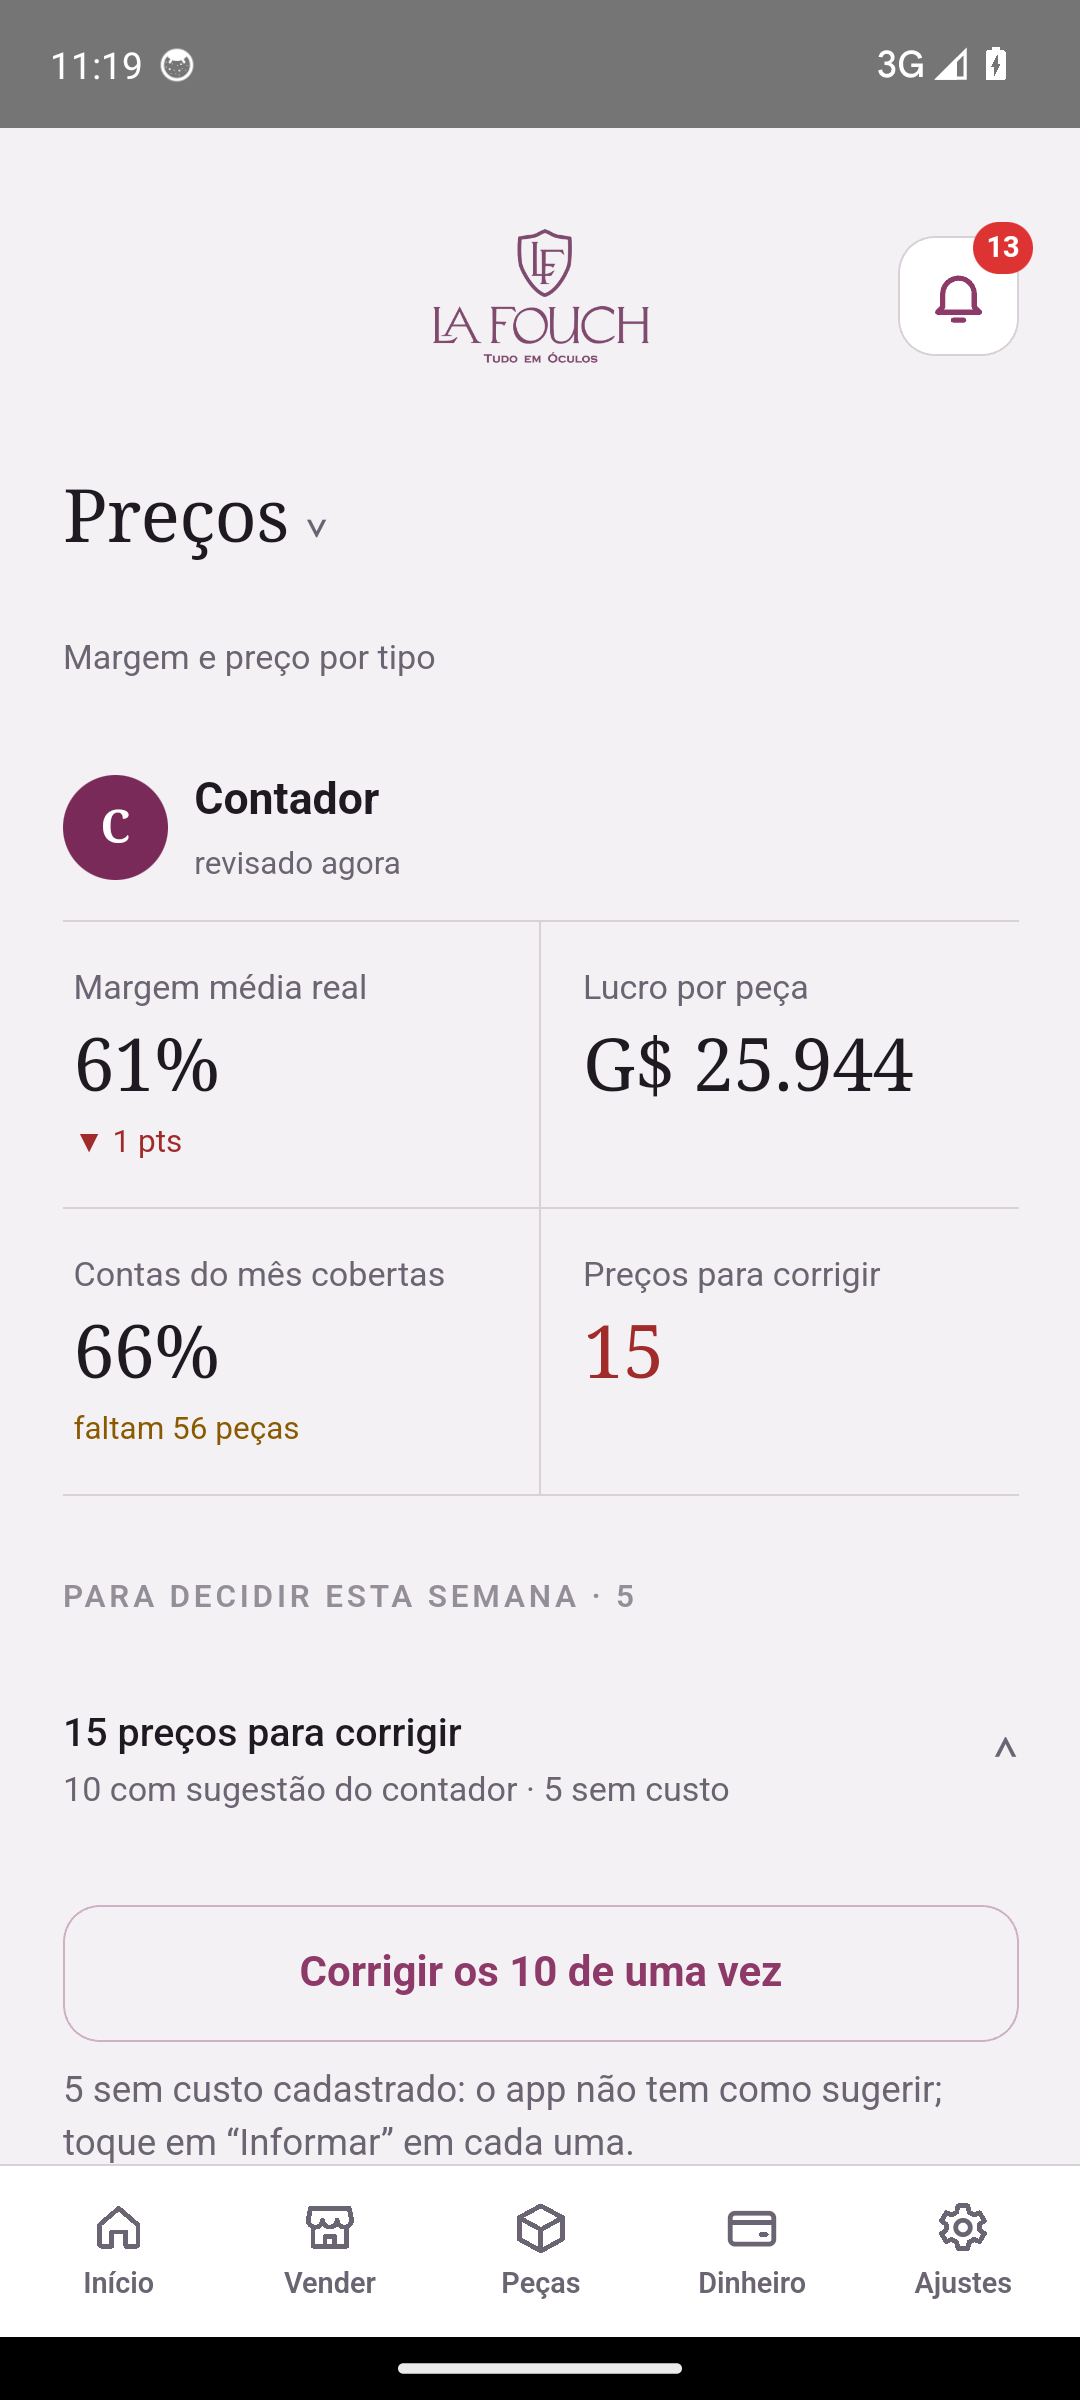 11:19
3G
LF
LA FOUCH
TUDO EM ÓCULOS
13
Preços
Margem e preço por tipo
C
Contador
revisado agora
Margem média real
61%
▼ 1 pts
Lucro por peça
G$ 25.944
Contas do mês cobertas
66%
faltam 56 peças
Preços para corrigir
15
PARA DECIDIR ESTA SEMANA · 5
15 preços para corrigir
10 com sugestão do contador · 5 sem custo
Corrigir os 10 de uma vez
5 sem custo cadastrado: o app não tem como sugerir;
toque em “Informar” em cada uma.
Início
Vender
Peças
Dinheiro
Ajustes